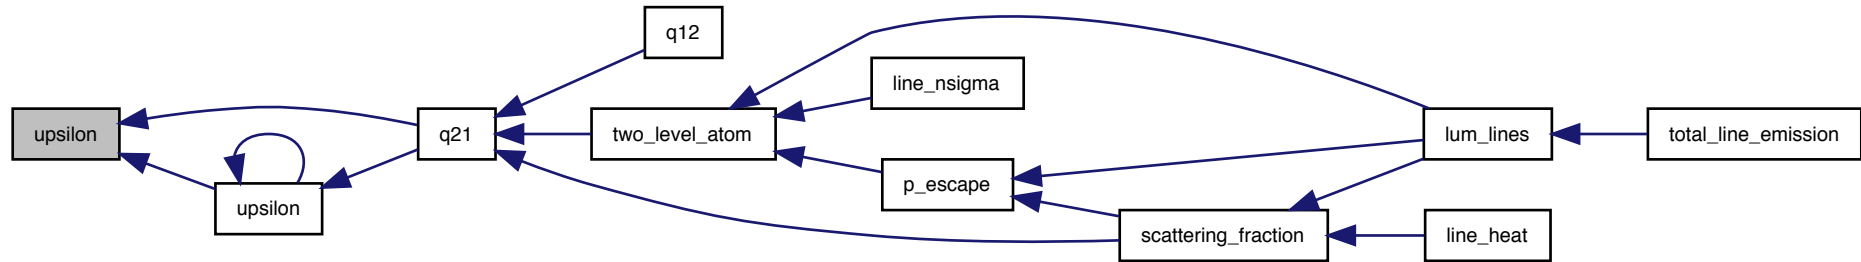 upsilon
upsilon
q21
q12
two_level_atom
line_nsigma
p_escape
scattering_fraction
lum_lines
line_heat
total_line_emission